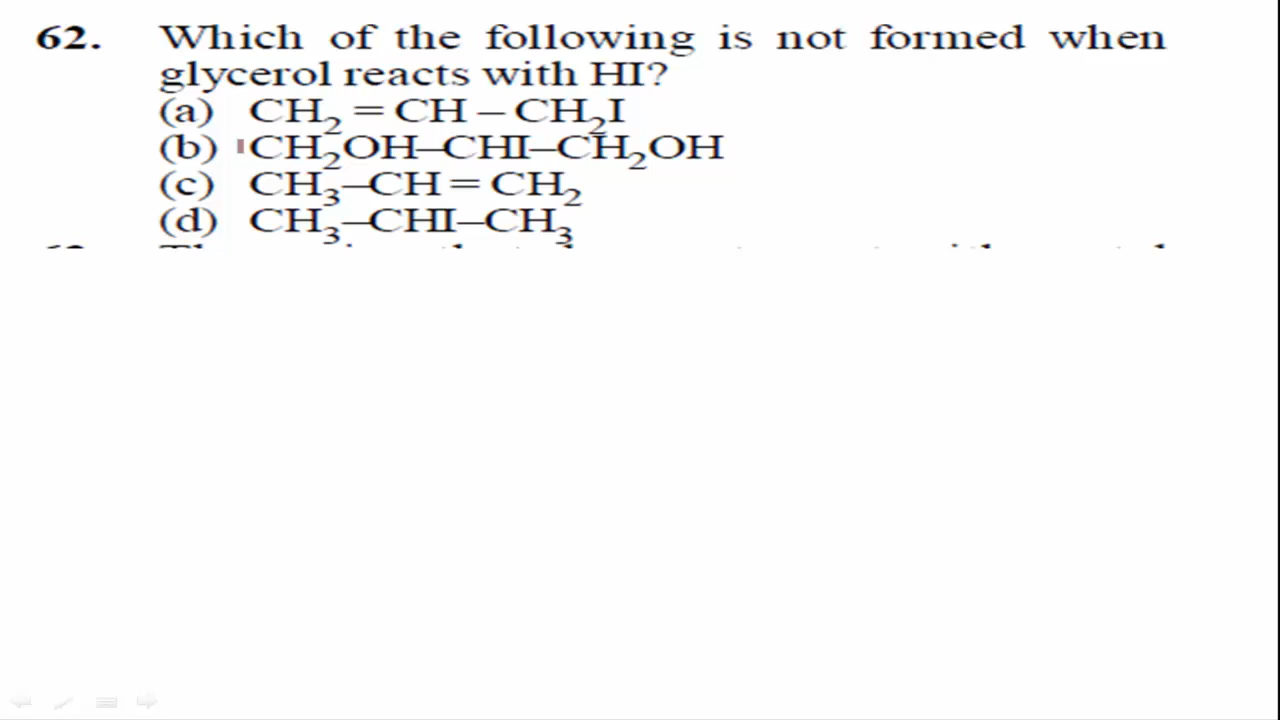 62. Which of the following is not formed when
glycerol reacts with HI?
(a) CH₂ = CH – CH₂I
(b) CH₂OH–CHI–CH₂OH
(c) CH₃–CH = CH₂
(d) CH₃–CHI–CH₃